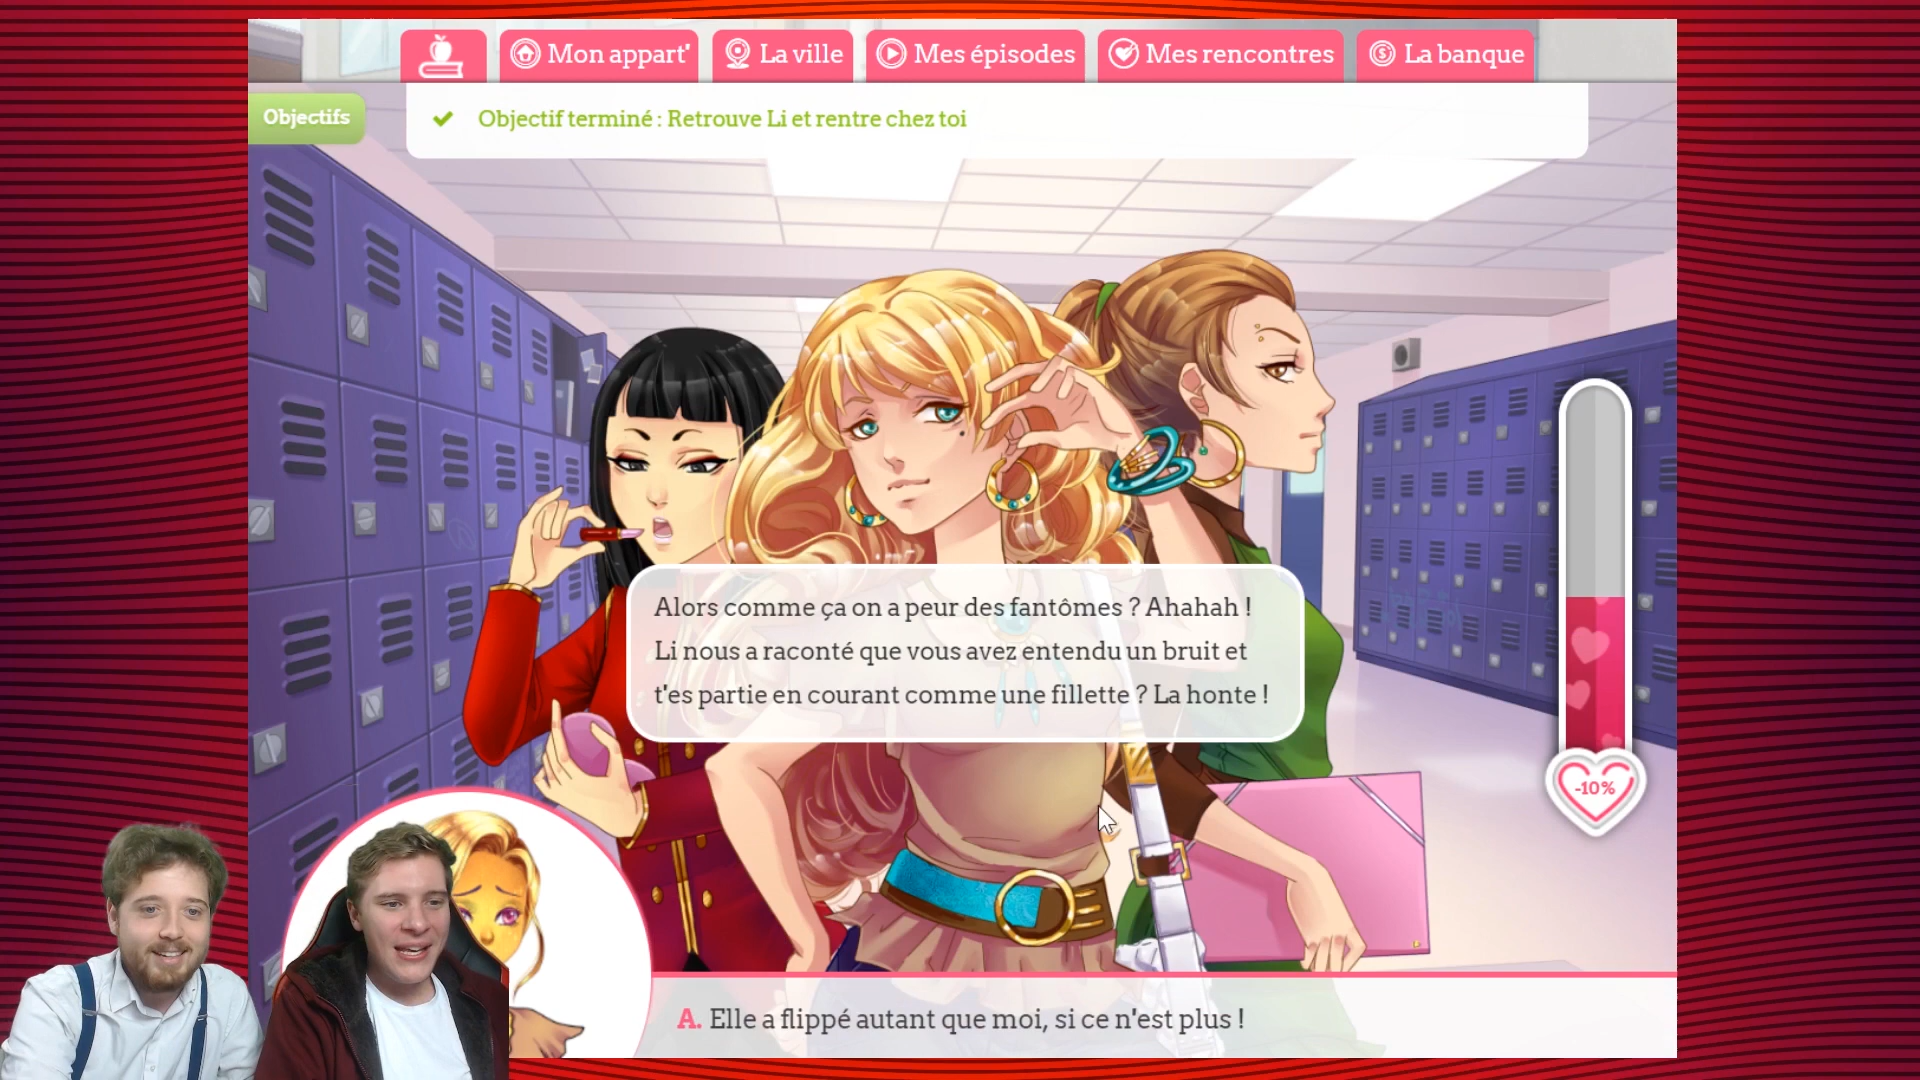 Mon appart'
La ville
Mes épisodes
Mes rencontres
La banque
Objectifs
Objectif terminé : Retrouve Li et rentre chez toi
Alors comme ça on a peur des fantômes ? Ahahah !
Li nous a raconté que vous avez entendu un bruit et
t'es partie en courant comme une fillette ? La honte !
-10%
A. Elle a flippé autant que moi, si ce n'est plus !